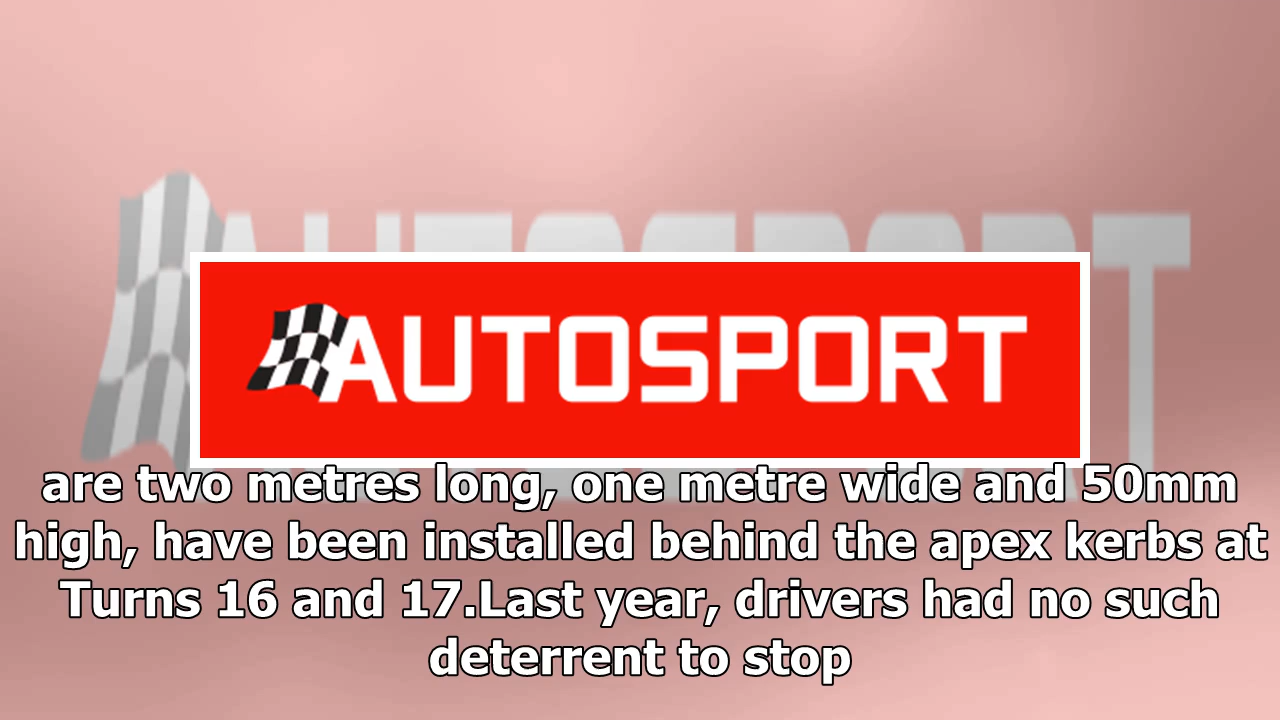 AUTOSPORT
are two metres long, one metre wide and 50mm
high, have been installed behind the apex kerbs at
Turns 16 and 17.Last year, drivers had no such
deterrent to stop